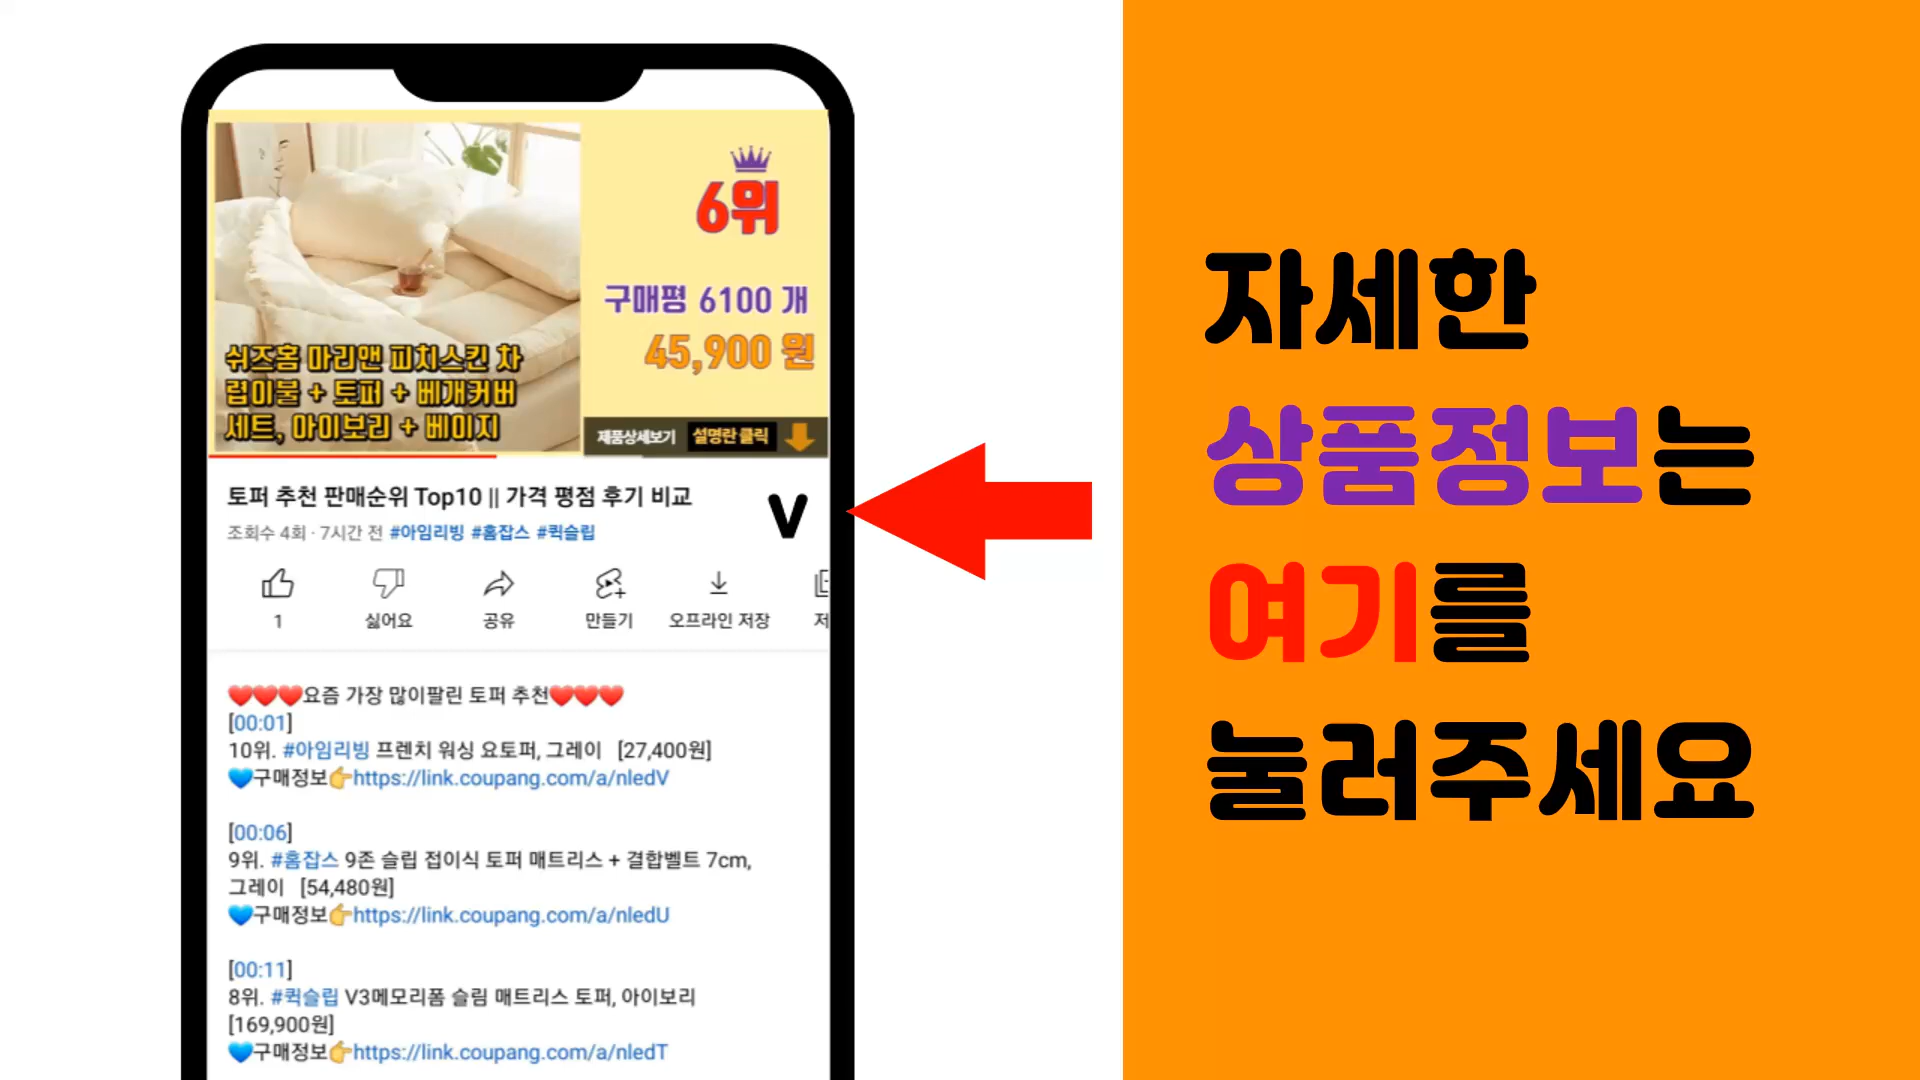 6위
구매평 6100 개
45,900 원
쉬즈홈 마리앤 피치스킨 차
렵이불 + 토퍼 + 베개커버
세트, 아이보리 + 베이지
제품상세보기 설명란 클릭
토퍼 추천 판매순위 Top10 || 가격 평점 후기 비교
V
조회수 4회 · 7시간 전 #아임리빙 #홈잡스 #퀵슬립
1 싫어요 공유 만들기 오프라인 저장 저
❤❤❤요즘 가장 많이팔린 토퍼 추천❤❤❤
[00:01]
10위. #아임리빙 프렌치 워싱 요토퍼, 그레이 [27,400원]
💙구매정보👉https://link.coupang.com/a/nledV
[00:06]
9위. #홈잡스 9존 슬립 접이식 토퍼 매트리스 + 결합벨트 7cm,
그레이 [54,480원]
💙구매정보👉https://link.coupang.com/a/nledU
[00:11]
8위. #퀵슬립 V3메모리폼 슬림 매트리스 토퍼, 아이보리
[169,900원]
💙구매정보👉https://link.coupang.com/a/nledT
자세한
상품정보는
여기를
눌러주세요